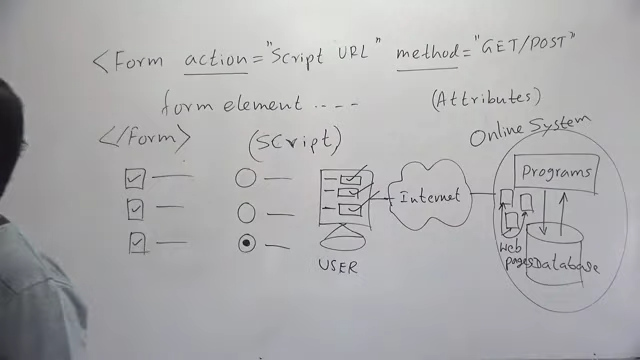 <Form action="Script URL" method="GET/POST"
form element ....
(Attributes)
</Form>
(SCript)
Online System
Programs
Internet
Web
pages
Database
USER